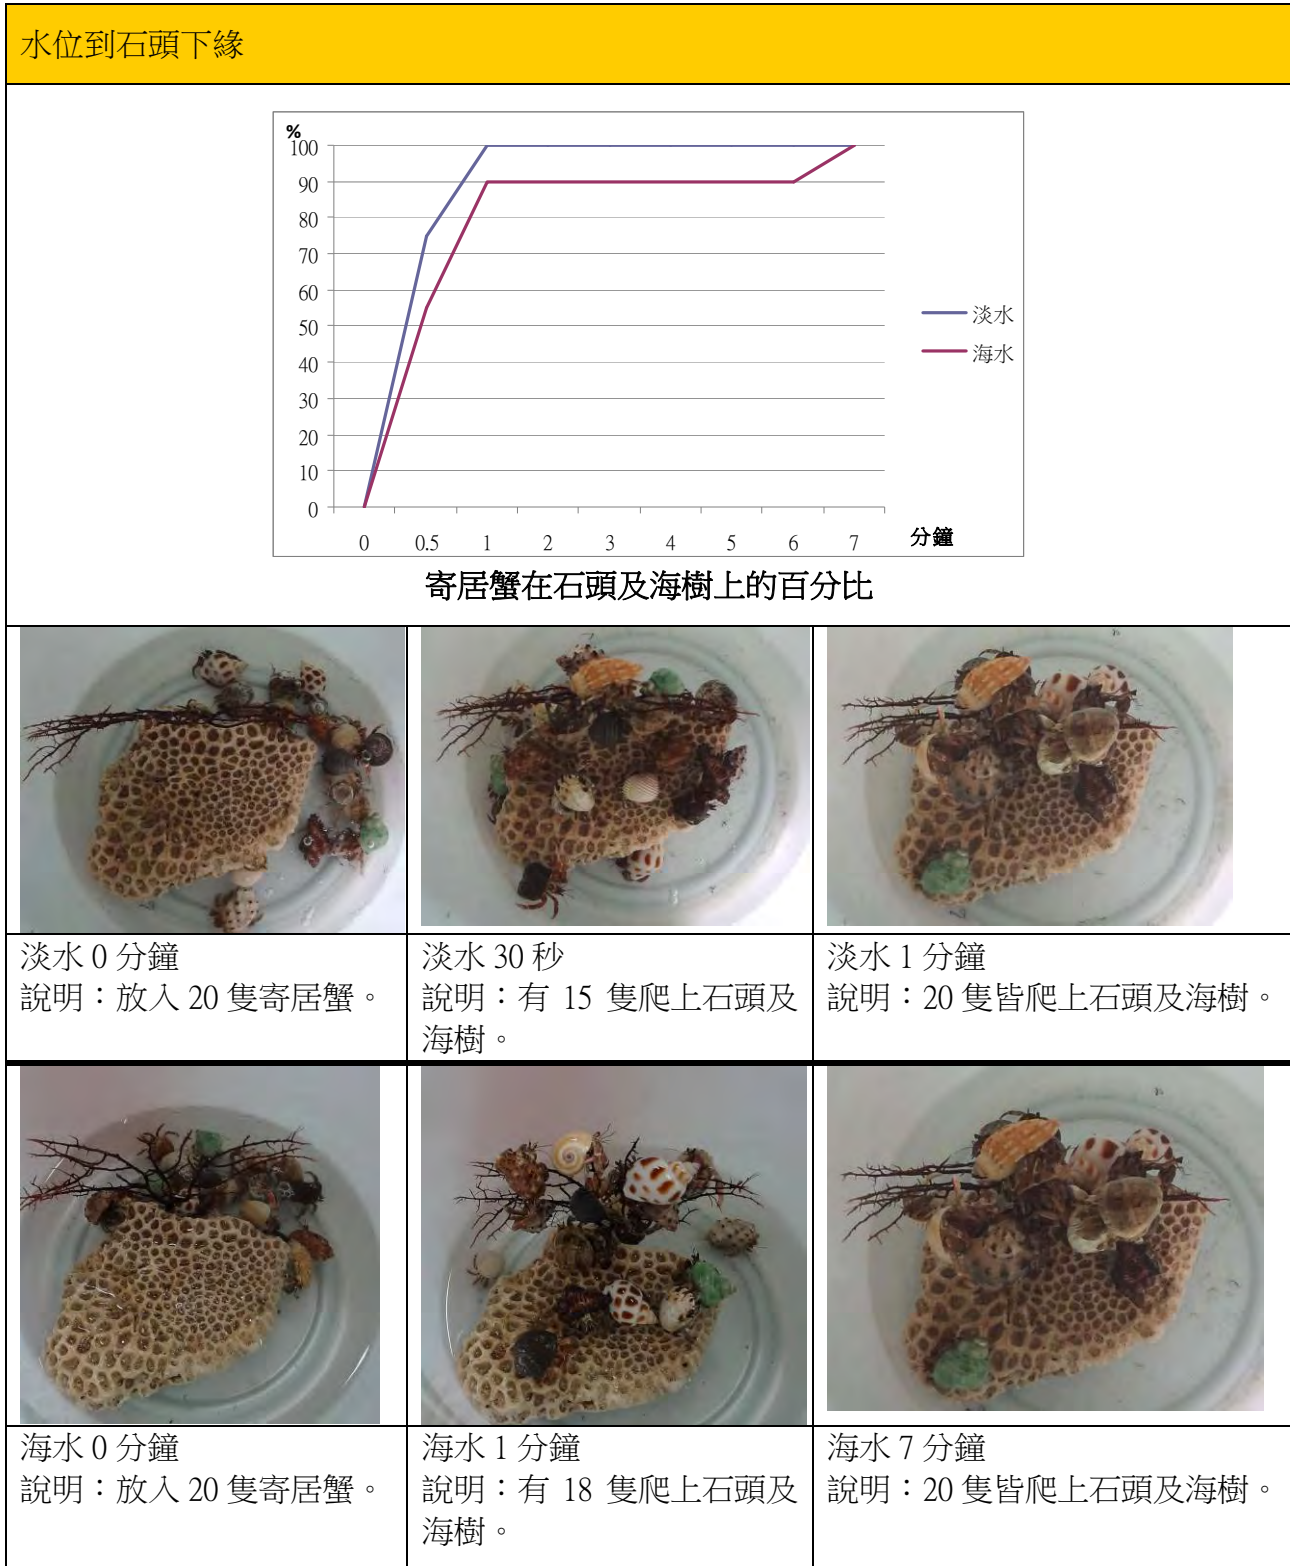 水位到石頭下緣
%
100
90
80
70
60
50
40
30
20
10
0
0 0.5 1 2 3 4 5 6 7 分鐘
淡水
海水
寄居蟹在石頭及海樹上的百分比
淡水 0 分鐘
說明：放入 20 隻寄居蟹。
淡水 30 秒
說明：有 15 隻爬上石頭及
海樹。
淡水 1 分鐘
說明：20 隻皆爬上石頭及海樹。
海水 0 分鐘
說明：放入 20 隻寄居蟹。
海水 1 分鐘
說明：有 18 隻爬上石頭及
海樹。
海水 7 分鐘
說明：20 隻皆爬上石頭及海樹。